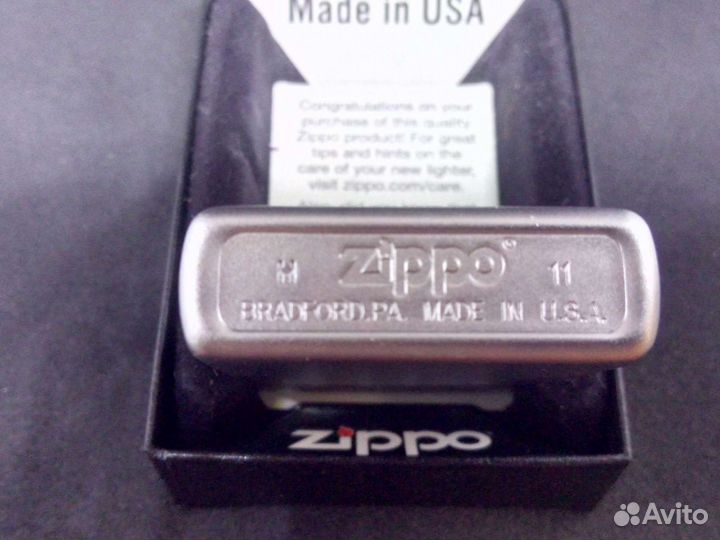 Made in USA
Congratulations on your
purchase of this quality
Zippo product! For great
tips and hints on the
care of your new lighter,
visit zippo.com/care.
zippo
11
BRADFORD.PA. MADE IN U.S.A.
zippo
Avito